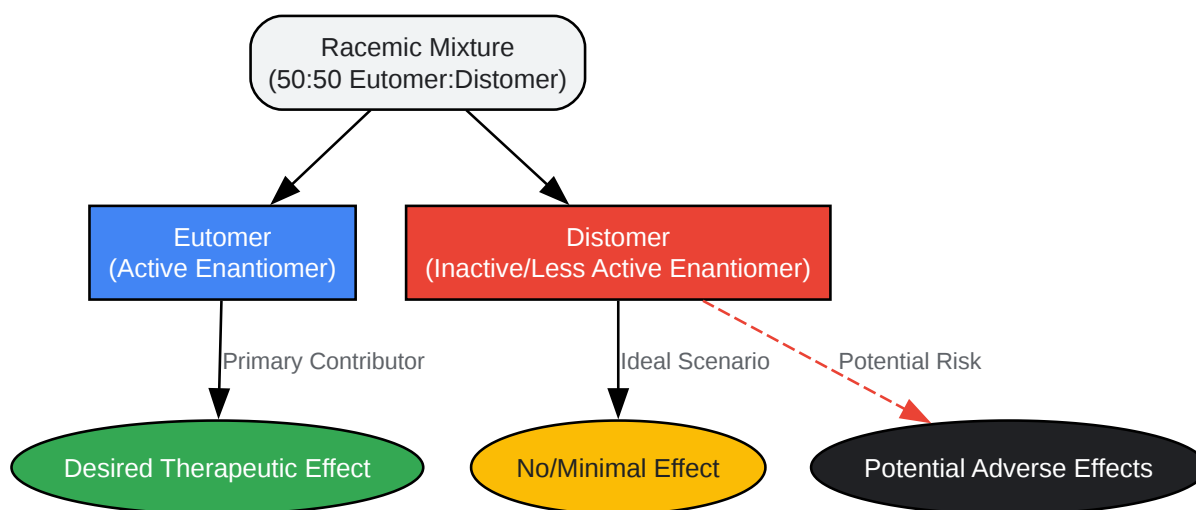 Racemic Mixture
(50:50 Eutomer:Distomer)
Eutomer
(Active Enantiomer)
Distomer
(Inactive/Less Active Enantiomer)
Primary Contributor
Ideal Scenario
Potential Risk
Desired Therapeutic Effect
No/Minimal Effect
Potential Adverse Effects